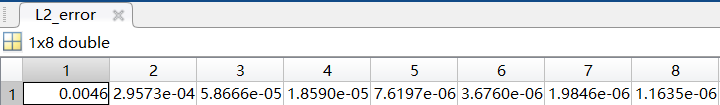 L2_error
1x8 double
1 2 3 4 5 6 7 8
1 0.0046 2.9573e-04 5.8666e-05 1.8590e-05 7.6197e-06 3.6760e-06 1.9846e-06 1.1635e-06